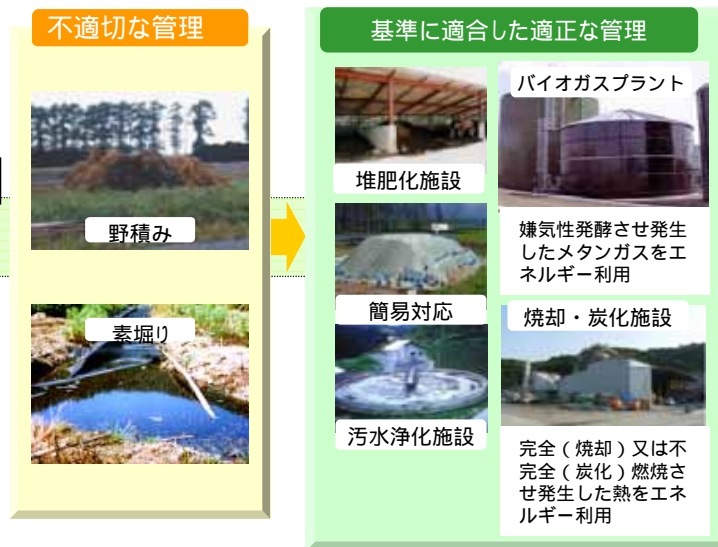 不適切な管理
野積み
素堀り
基準に適合した適正な管理
堆肥化施設
簡易対応
汚水浄化施設
バイオガスプラント
嫌気性発酵させ発生
したメタンガスをエ
ネルギー利用
焼却・炭化施設
完全（焼却）又は不
完全（炭化）燃焼さ
せ発生した熱をエネ
ルギー利用